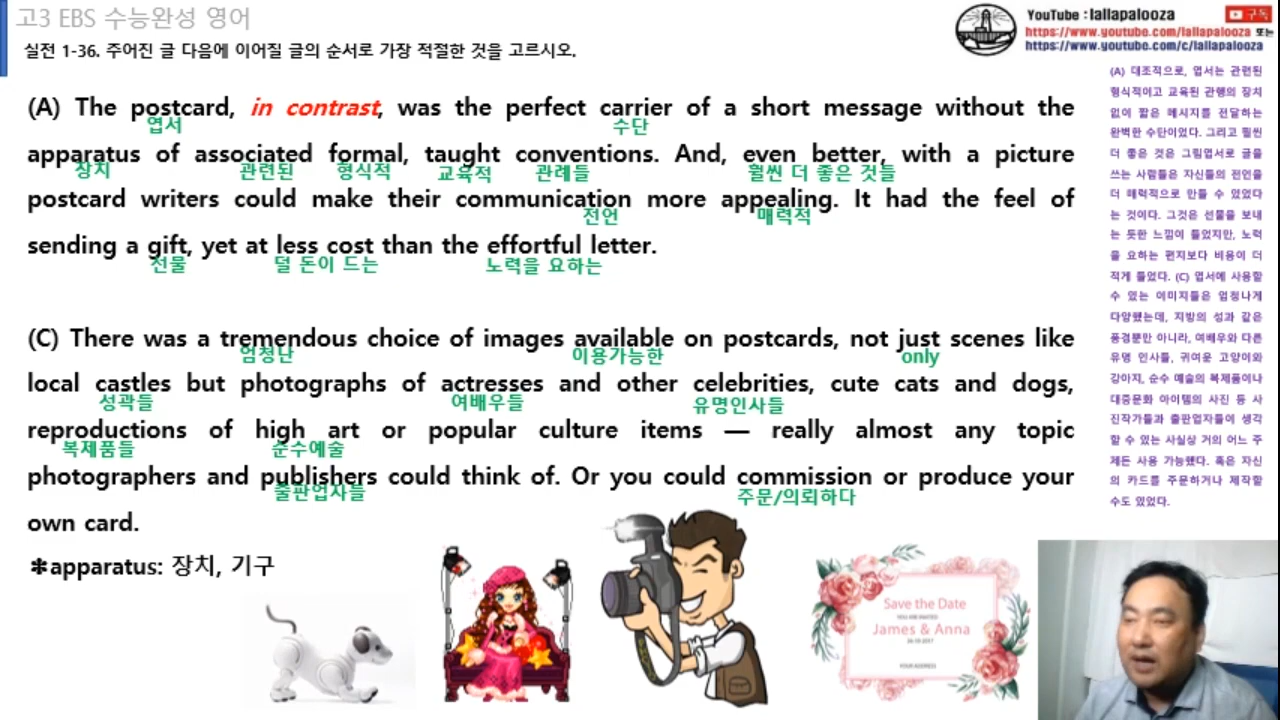 고3 EBS 수능완성 영어
실전 1-36. 주어진 글 다음에 이어질 글의 순서로 가장 적절한 것을 고르시오.
YouTube : lallapalooza
구독
https://www.youtube.com/lallapalooza 또는
https://www.youtube.com/c/lallapalooza
(A) The postcard, in contrast, was the perfect carrier of a short message without the
엽서 수단
apparatus of associated formal, taught conventions. And, even better, with a picture
장치 관련된 형식적 교육적 관례들 훨씬 더 좋은 것들
postcard writers could make their communication more appealing. It had the feel of
전언 매력적
sending a gift, yet at less cost than the effortful letter.
선물 덜 돈이 드는 노력을 요하는
(C) There was a tremendous choice of images available on postcards, not just scenes like
엄청난 이용가능한 only
local castles but photographs of actresses and other celebrities, cute cats and dogs,
성곽들 여배우들 유명인사들
reproductions of high art or popular culture items — really almost any topic
복제품들 순수예술
photographers and publishers could think of. Or you could commission or produce your
출판업자들 주문/의뢰하다
own card.
✽apparatus: 장치, 기구
(A) 대조적으로, 엽서는 관련된
형식적이고 교육된 관행의 장치
없이 짧은 메시지를 전달하는
완벽한 수단이었다. 그리고 훨씬
더 좋은 것은 그림엽서로 글을
쓰는 사람들은 자신들의 전언을
더 매력적으로 만들 수 있었다
는 것이다. 그것은 선물을 보내
는 듯한 느낌이 들었지만, 노력
을 요하는 편지보다 비용이 더
적게 들었다. (C) 엽서에 사용할
수 있는 이미지들은 엄청나게
다양했는데, 지방의 성과 같은
풍경뿐만 아니라, 여배우와 다른
유명 인사들, 귀여운 고양이와
강아지, 순수 예술의 복제품이나
대중문화 아이템의 사진 등 사
진작가들과 출판업자들이 생각
할 수 있는 사실상 거의 어느 주
제든 사용 가능했다. 혹은 자신
의 카드를 주문하거나 제작할
수도 있었다.
Save the Date
YOU ARE INVITED
James & Anna
YOUR ADDRESS